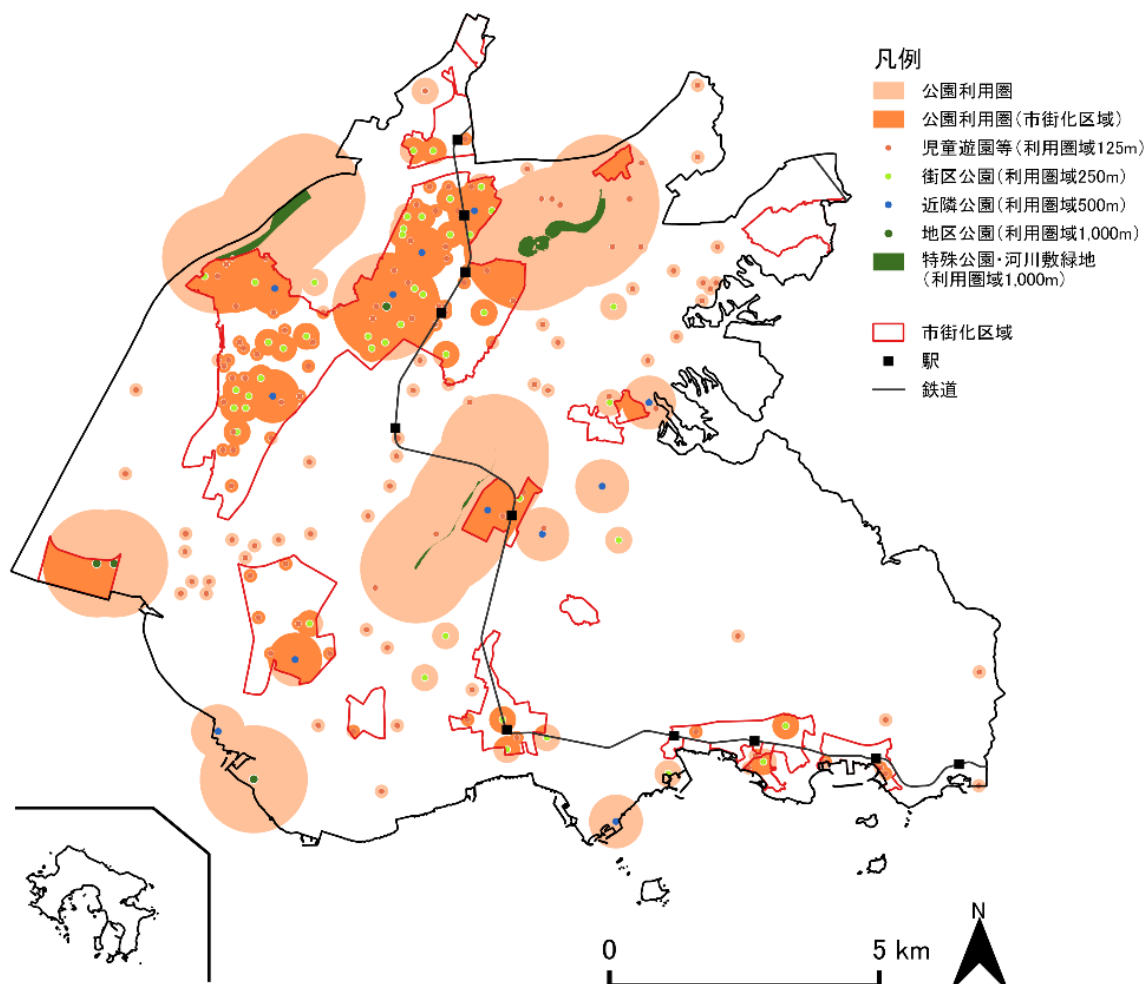 凡例
公園利用圏
公園利用圏(市街化区域)
児童遊園等(利用圏域125m)
街区公園(利用圏域250m)
近隣公園(利用圏域500m)
地区公園(利用圏域1,000m)
特殊公園・河川敷緑地
(利用圏域1,000m)
市街化区域
駅
鉄道
N
0
5 km